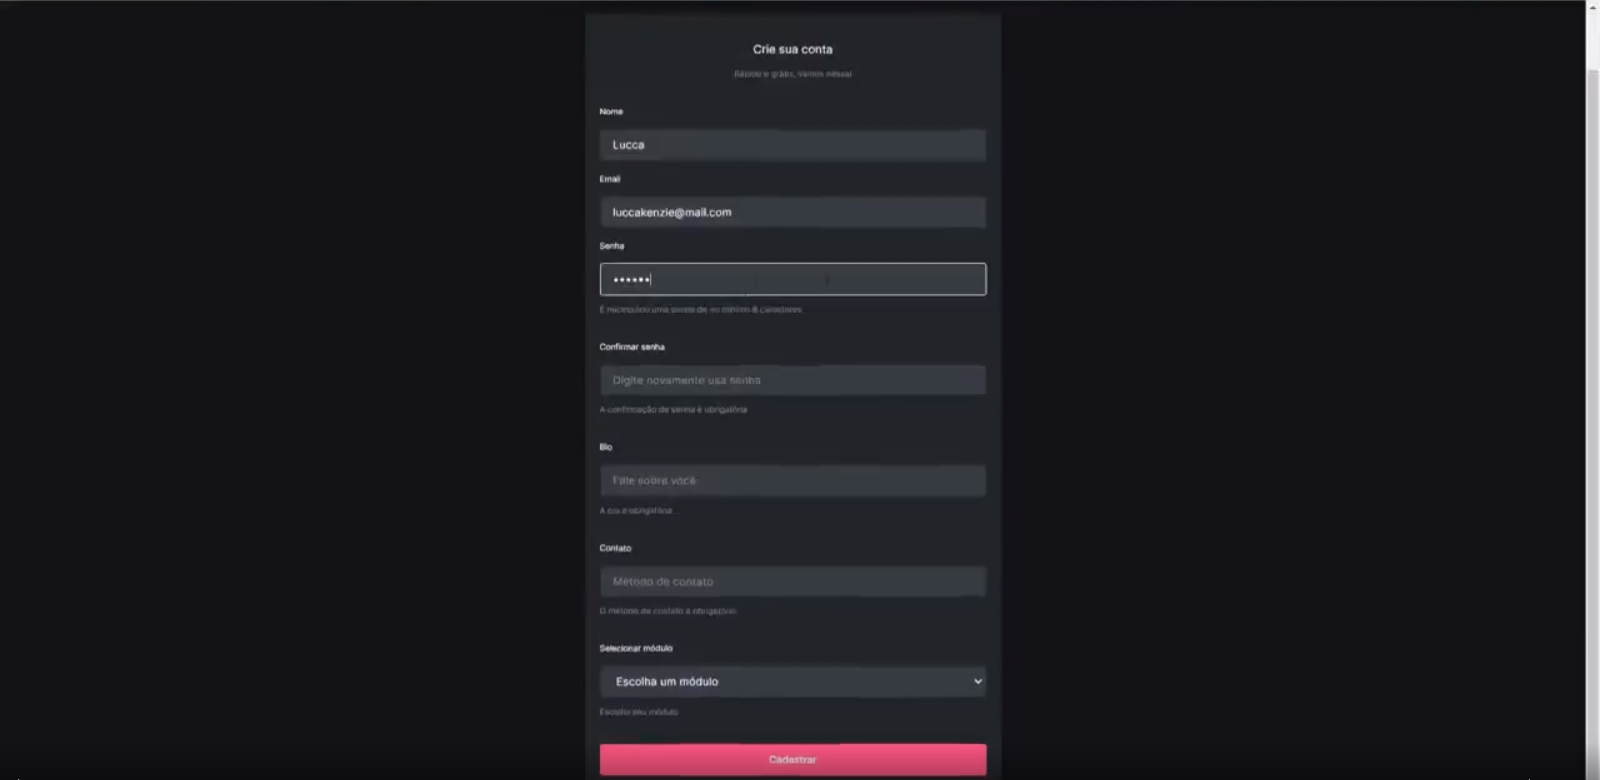 Crie sua conta
Rápido e grátis, vamos nessa!
Nome
Lucca
Email
luccakenzie@mail.com
Senha
••••••
É necessário uma senha de no mínimo 8 caracteres
Confirmar senha
Digite novamente usa senha
A confirmação de senha é obrigatória
Bio
Fale sobre você
A bio é obrigatória
Contato
Método de contato
O método de contato é obrigatório
Selecionar módulo
Escolha um módulo
Escolha seu módulo
Cadastrar